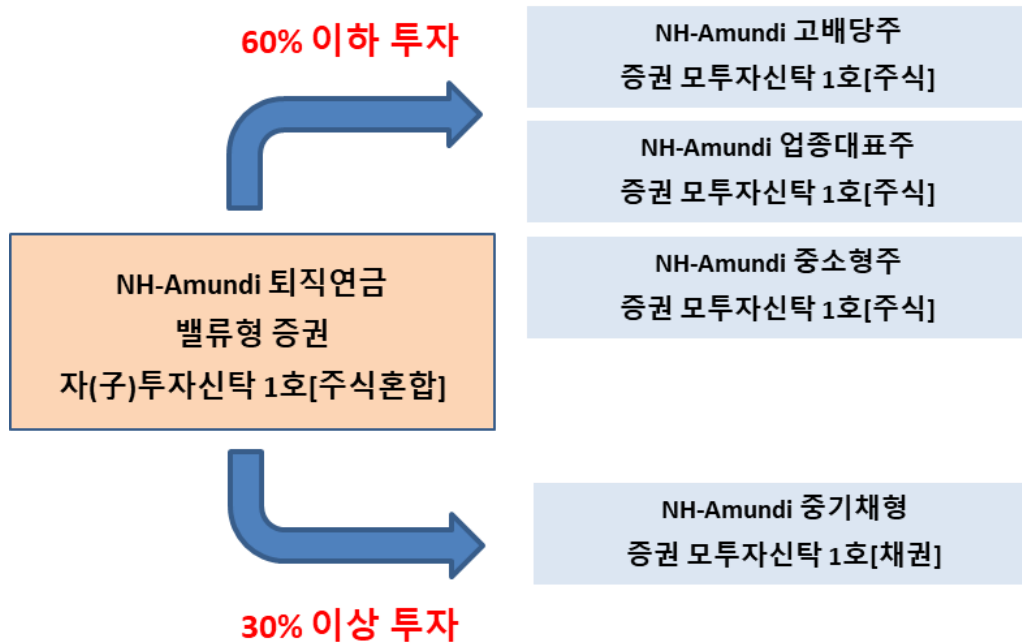 60% 이하 투자
NH-Amundi 고배당주
증권 모투자신탁 1호[주식]
NH-Amundi 업종대표주
증권 모투자신탁 1호[주식]
NH-Amundi 중소형주
증권 모투자신탁 1호[주식]
NH-Amundi 퇴직연금
밸류형 증권
자(子)투자신탁 1호[주식혼합]
NH-Amundi 중기채형
증권 모투자신탁 1호[채권]
30% 이상 투자